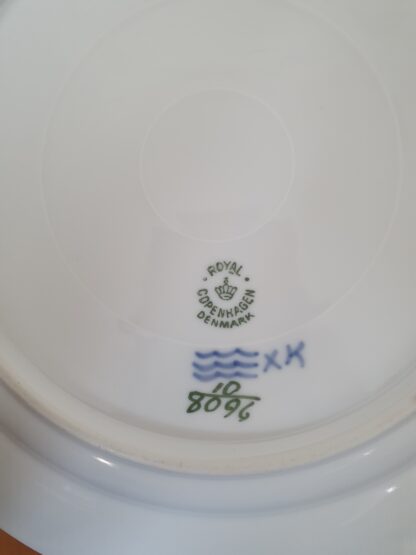 ROYAL
COPENHAGEN
DENMARK
XK
10
8096